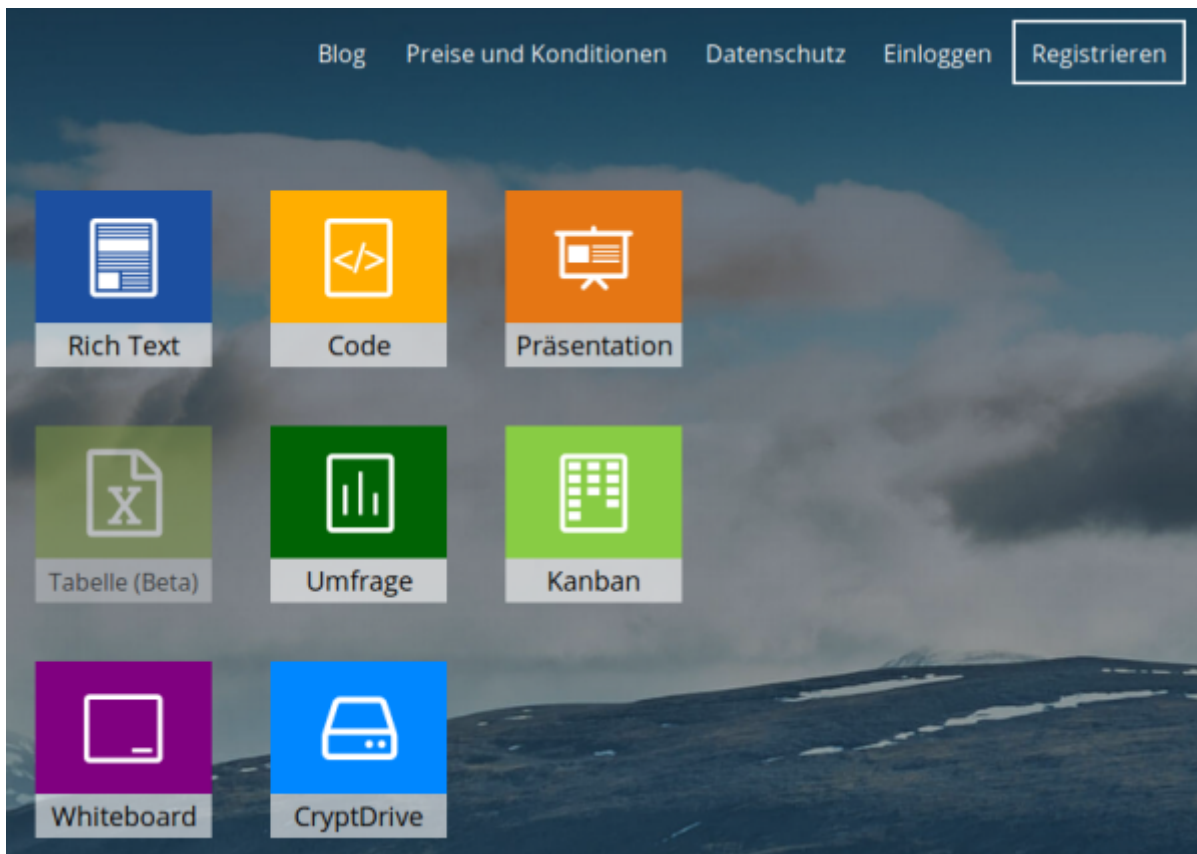 Blog Preise und Konditionen Datenschutz Einloggen Registrieren
</>
Rich Text Code Präsentation
X
Tabelle (Beta) Umfrage Kanban
Whiteboard CryptDrive